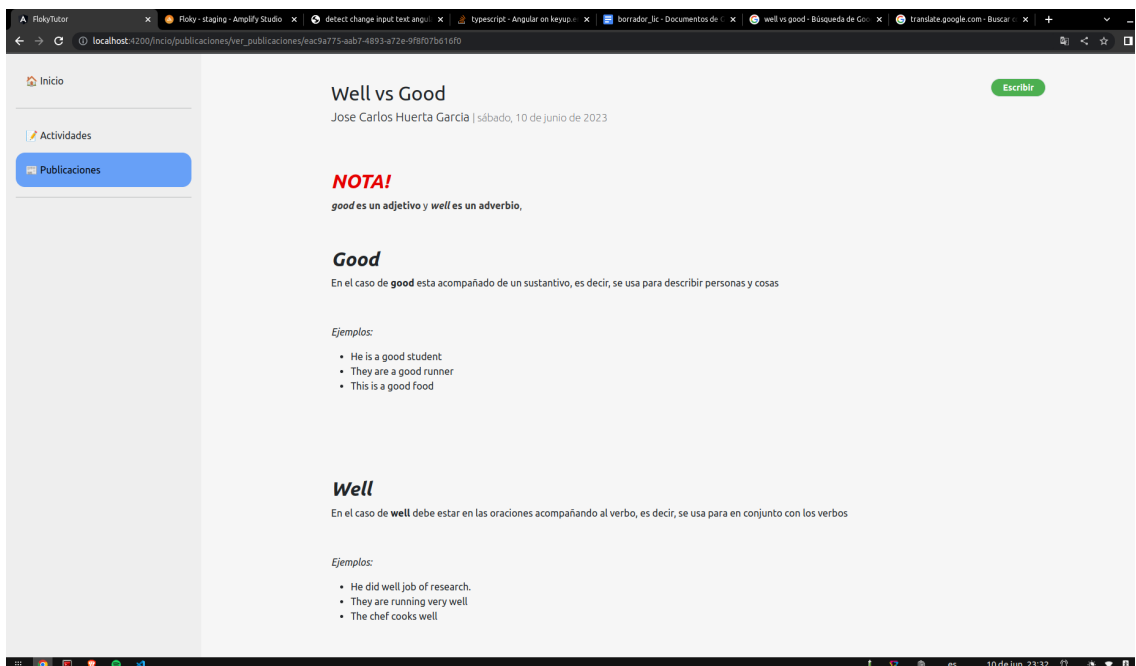 FlokyTutor
Floky - staging - Amplify Studio
detect change input text angul
typescript - Angular on keyup.e
borrador_lic - Documentos de G
well vs good - Búsqueda de Goo
translate.google.com - Buscar c
localhost:4200/incio/publicaciones/ver_publicaciones/eac9a775-aab7-4893-a72e-9f8f07b616f0
Inicio
Actividades
Publicaciones
Well vs Good
Escribir
Jose Carlos Huerta Garcia | sábado, 10 de junio de 2023
NOTA!
good es un adjetivo y well es un adverbio,
Good
En el caso de good esta acompañado de un sustantivo, es decir, se usa para describir personas y cosas
Ejemplos:
• He is a good student
• They are a good runner
• This is a good food
Well
En el caso de well debe estar en las oraciones acompañando al verbo, es decir, se usa para en conjunto con los verbos
Ejemplos:
• He did well job of research.
• They are running very well
• The chef cooks well
es
10 de jun 23:32